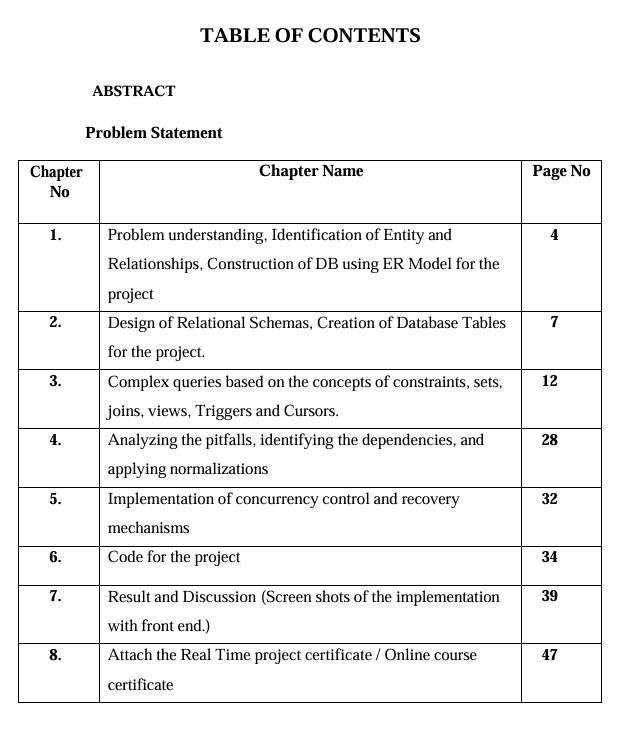 TABLE OF CONTENTS
ABSTRACT
Problem Statement
Chapter No Chapter Name Page No
1. Problem understanding, Identification of Entity and 4
Relationships, Construction of DB using ER Model for the
project
2. Design of Relational Schemas, Creation of Database Tables 7
for the project.
3. Complex queries based on the concepts of constraints, sets, 12
joins, views, Triggers and Cursors.
4. Analyzing the pitfalls, identifying the dependencies, and 28
applying normalizations
5. Implementation of concurrency control and recovery 32
mechanisms
6. Code for the project 34
7. Result and Discussion (Screen shots of the implementation 39
with front end.)
8. Attach the Real Time project certificate / Online course 47
certificate